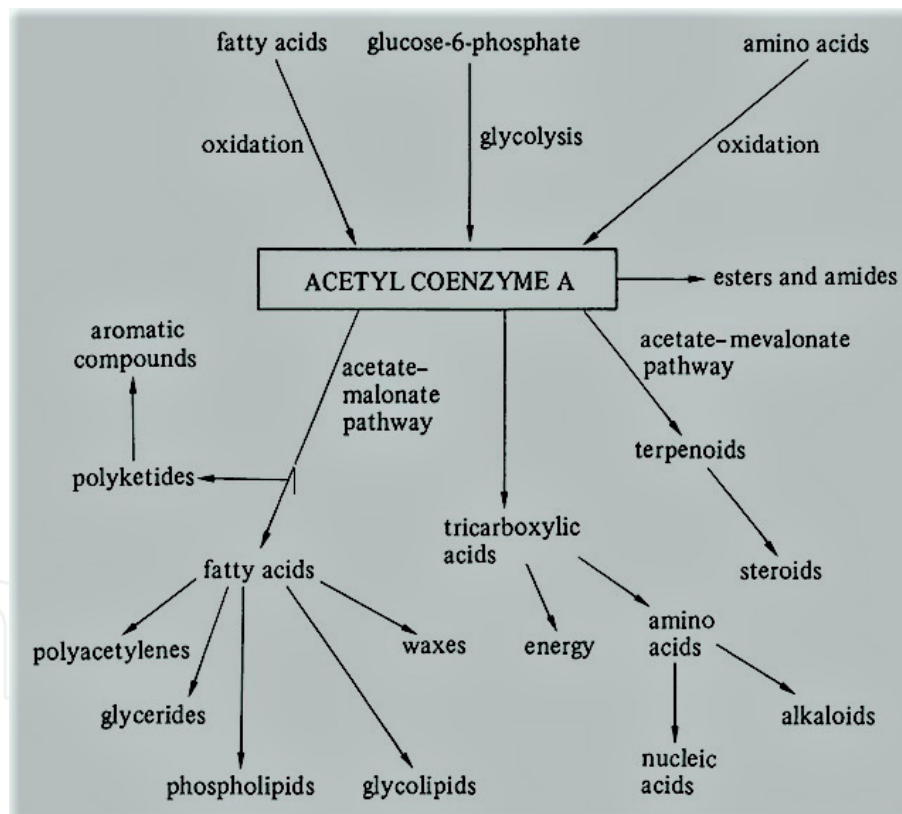 fatty acids
glucose-6-phosphate
amino acids
oxidation
glycolysis
oxidation
ACETYL COENZYME A
esters and amides
aromatic
compounds
acetate-
malonate
pathway
acetate-mevalonate
pathway
polyketides
terpenoids
tricarboxylic
acids
fatty acids
steroids
polyacetylenes
waxes
energy
amino
acids
glycerides
alkaloids
phospholipids
glycolipids
nucleic
acids